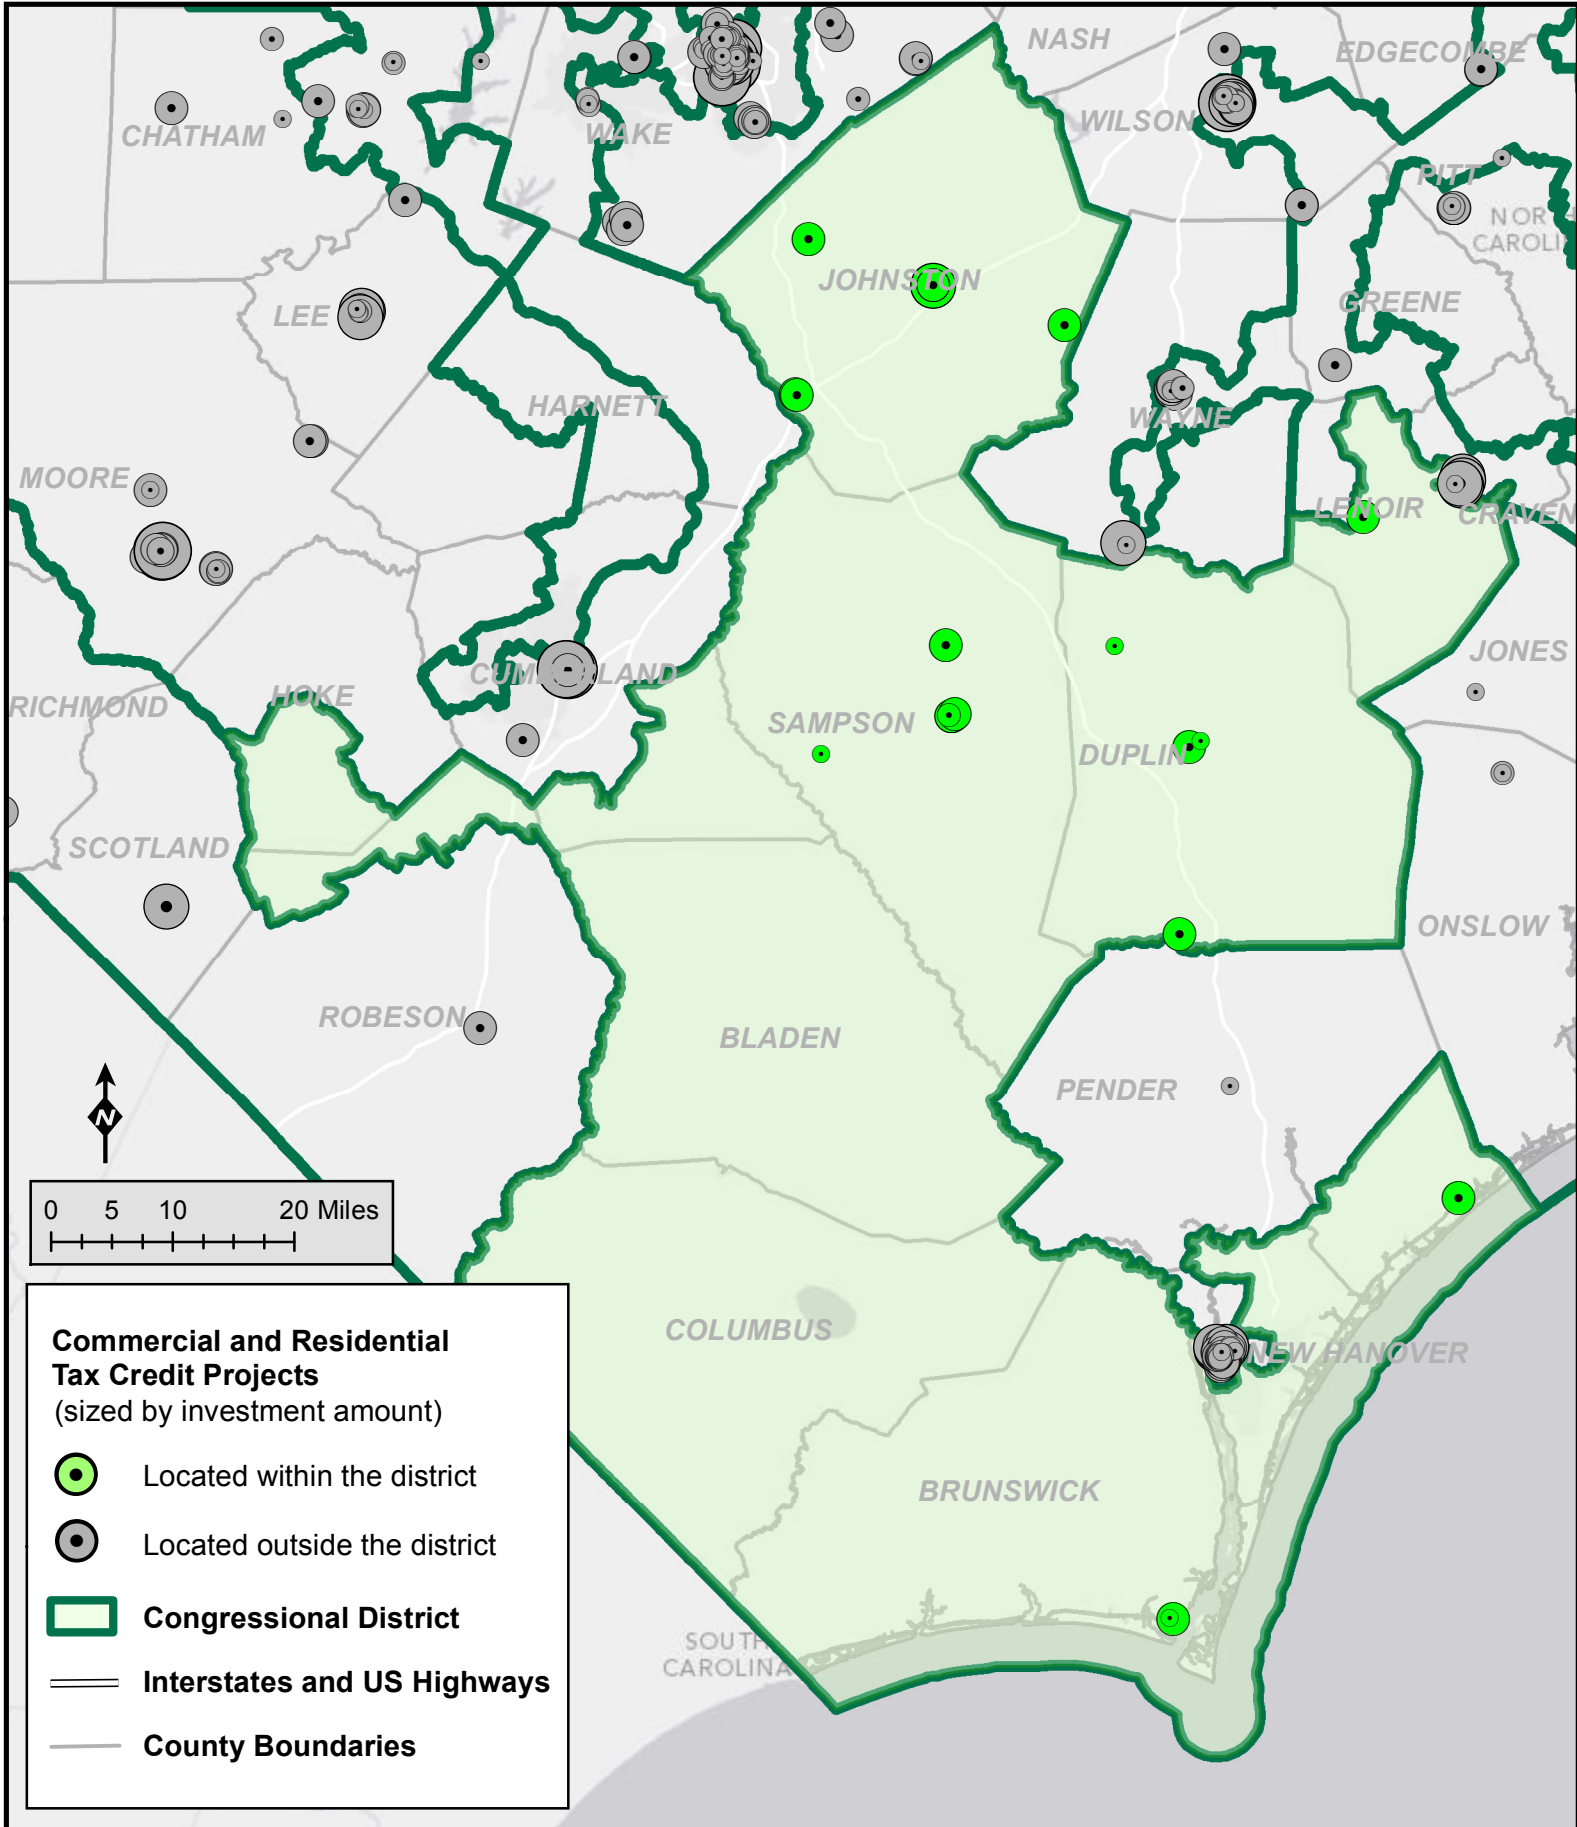 NASH
EDGECOMBE
CHATHAM
WAKE
WILSON
PITT
NORTH
CAROLI
JOHNSTON
GREENE
LEE
HARNETT
WAYNE
MOORE
LENOIR
CRAVEN
JONES
CUMBERLAND
HOKE
RICHMOND
SAMPSON
DUPLIN
SCOTLAND
ONSLOW
ROBESON
BLADEN
PENDER
N
0 5 10 20 Miles
COLUMBUS
NEW HANOVER
BRUNSWICK
SOUTH
CAROLINA
Commercial and Residential
Tax Credit Projects
(sized by investment amount)
Located within the district
Located outside the district
Congressional District
Interstates and US Highways
County Boundaries